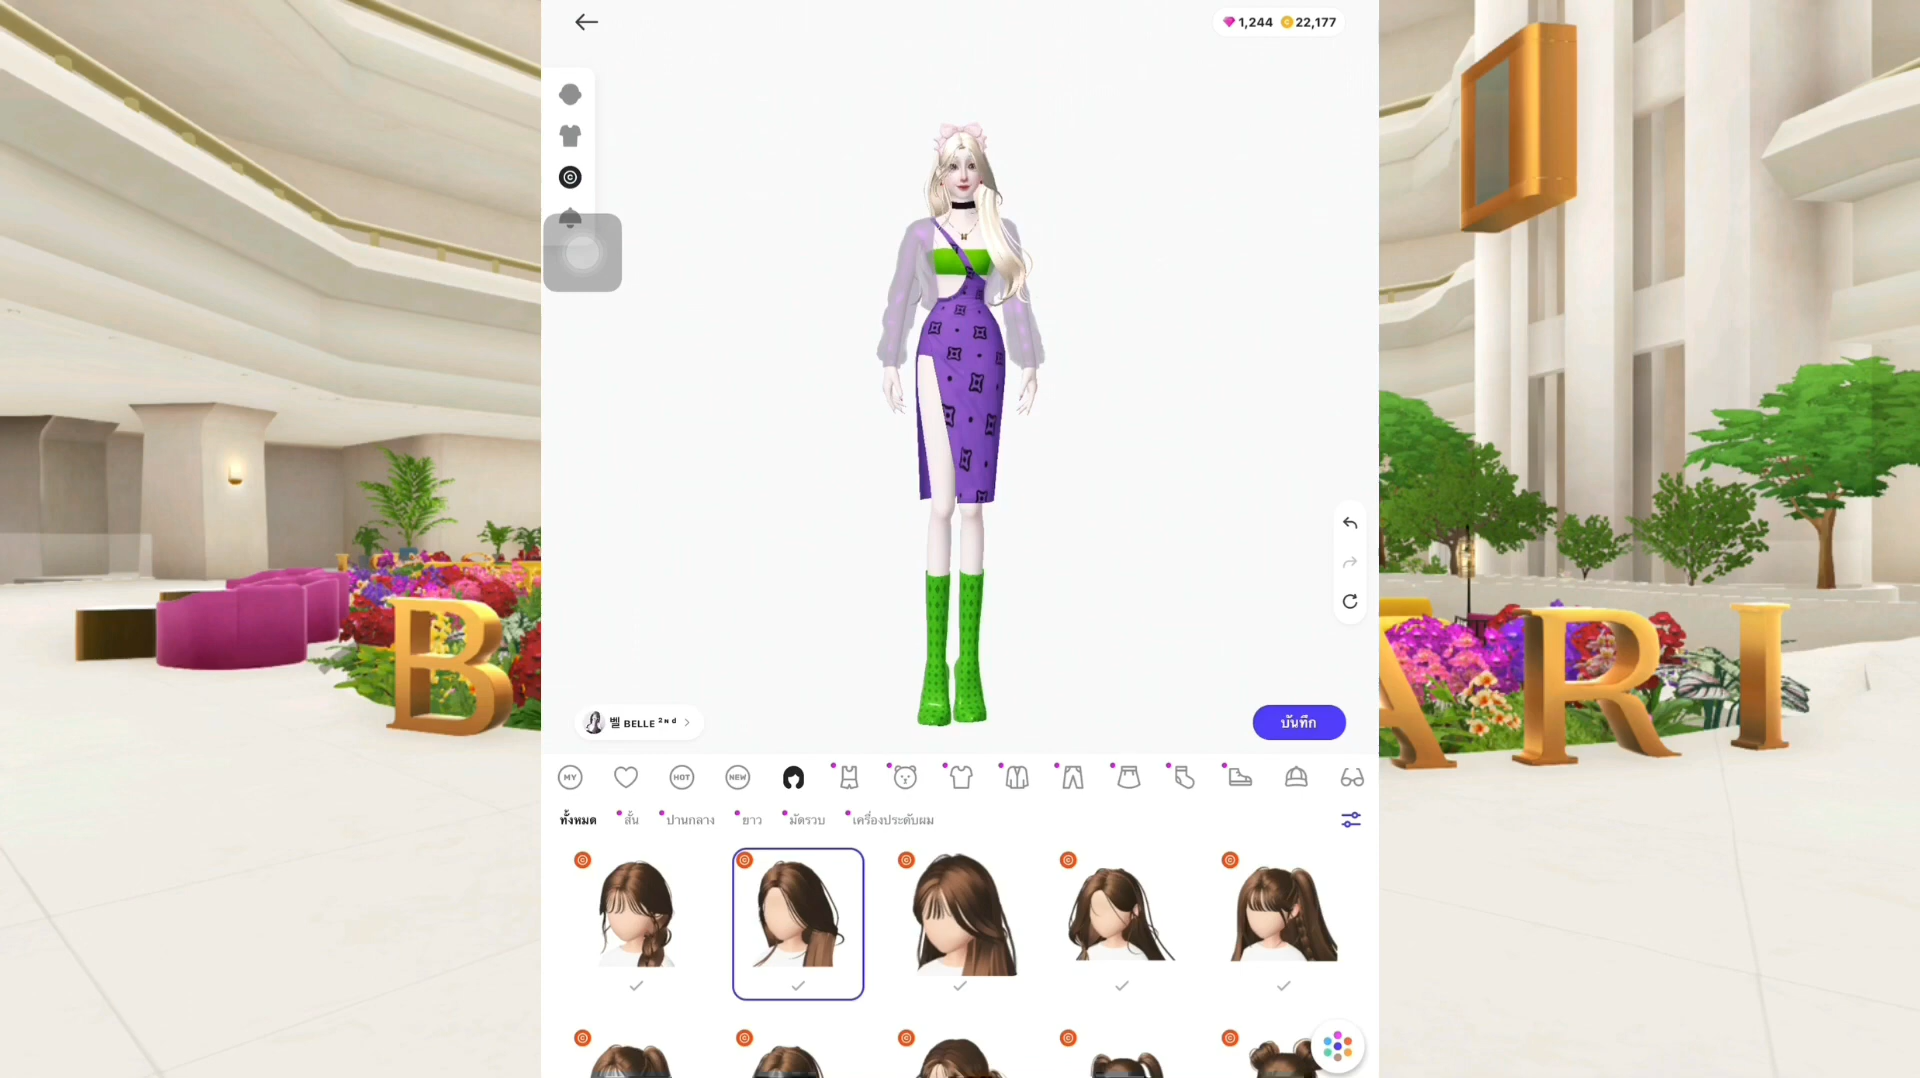 1,244 22,177
B
ARI
벨 BELLE ²ᴺᵈ
บันทึก
MY HOT NEW
ทั้งหมด สั้น ปานกลาง ยาว มัดรวบ เครื่องประดับผม